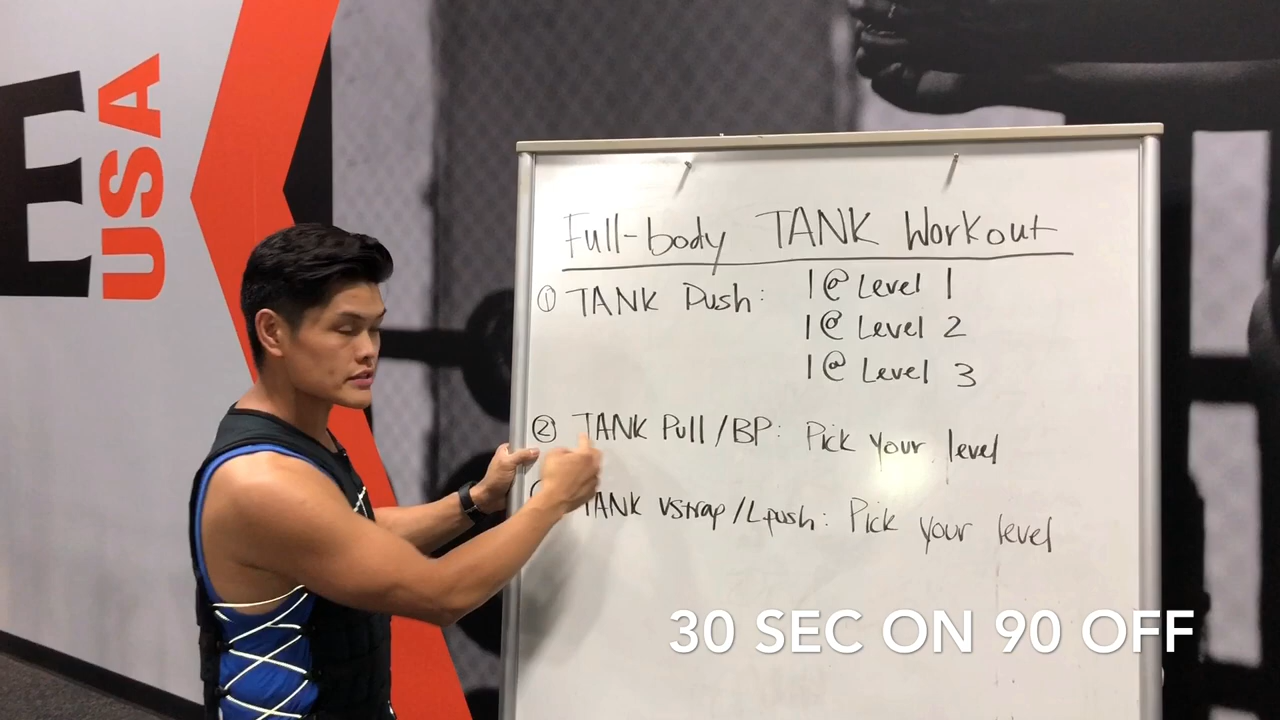 E
USA
Full-body TANK Workout
① TANK Push: 1@ Level 1
1@ Level 2
1@ Level 3
② TANK Pull/BP: Pick your level
TANK Vstrap/Lpush: Pick your level
30 SEC ON 90 OFF